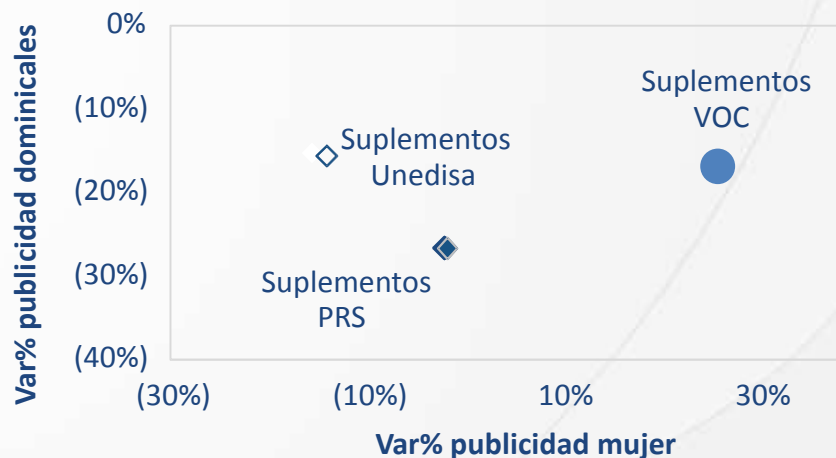 Var% publicidad dominicales
0%
(10%)
(20%)
(30%)
(40%)
Suplementos
VOC
Suplementos
Unedisa
Suplementos
PRS
(30%)
(10%)
10%
30%
Var% publicidad mujer